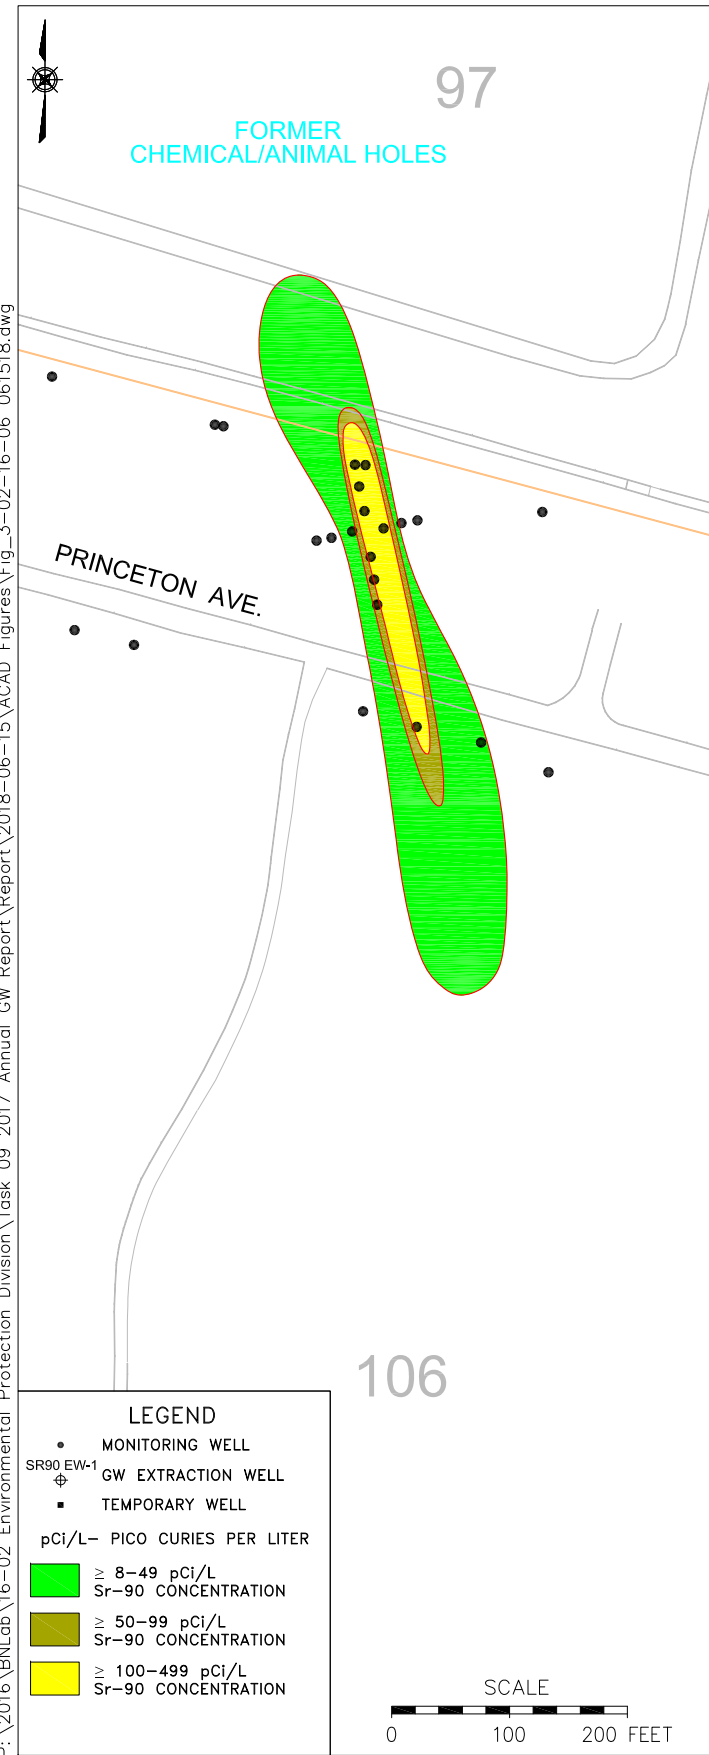 97
FORMER
CHEMICAL/ANIMAL HOLES
PRINCETON AVE.
106
LEGEND
MONITORING WELL
SR90 EW-1
GW EXTRACTION WELL
TEMPORARY WELL
pCi/L- PICO CURIES PER LITER
≥ 8-49 pCi/L
Sr-90 CONCENTRATION
≥ 50-99 pCi/L
Sr-90 CONCENTRATION
≥ 100-499 pCi/L
Sr-90 CONCENTRATION
SCALE
0 100 200 FEET
\2016\BNLab\16-02 Environmental Protection Division\Task 09 2017 Annual GW Report\Report\2018-06-15\ACAD Figures\Fig_3-02-16-06 061518.dwg